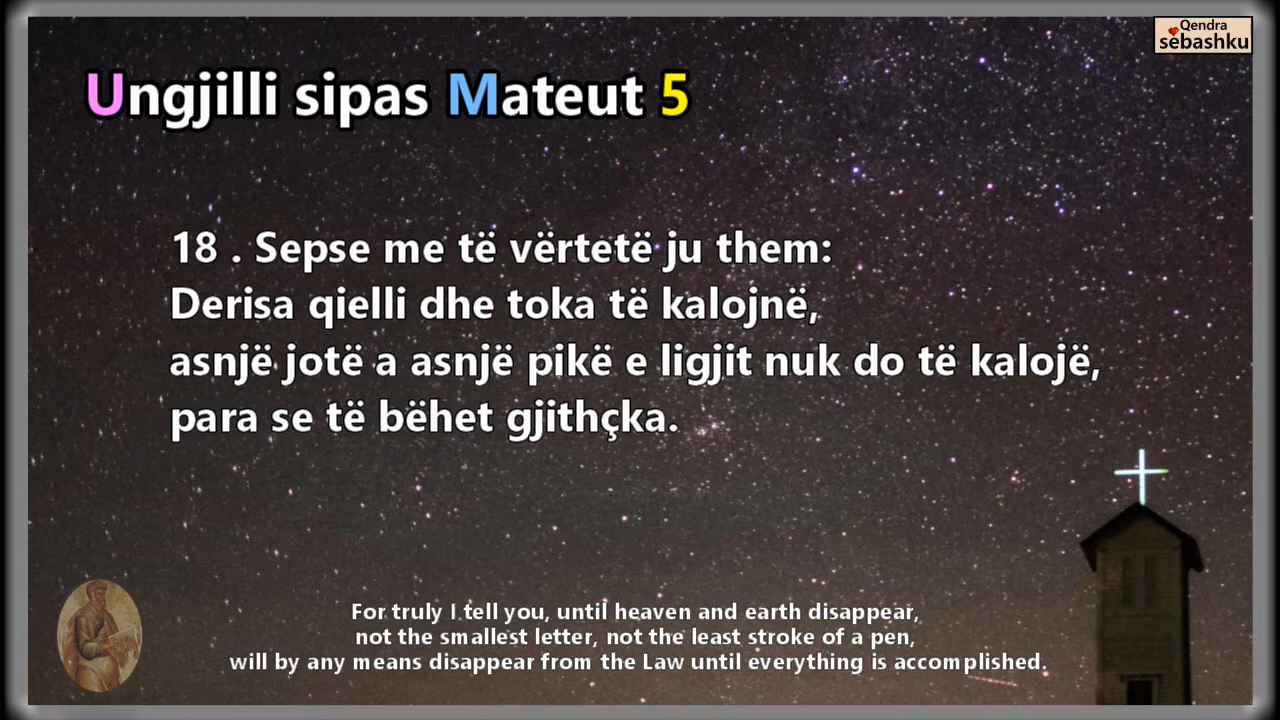 Qendra
sebashku
Ungjilli sipas Mateut 5
18 . Sepse me të vërtetë ju them:
Derisa qielli dhe toka të kalojnë,
asnjë jotë a asnjë pikë e ligjit nuk do të kalojë,
para se të bëhet gjithçka.
For truly I tell you, until heaven and earth disappear,
not the smallest letter, not the least stroke of a pen,
will by any means disappear from the Law until everything is accomplished.